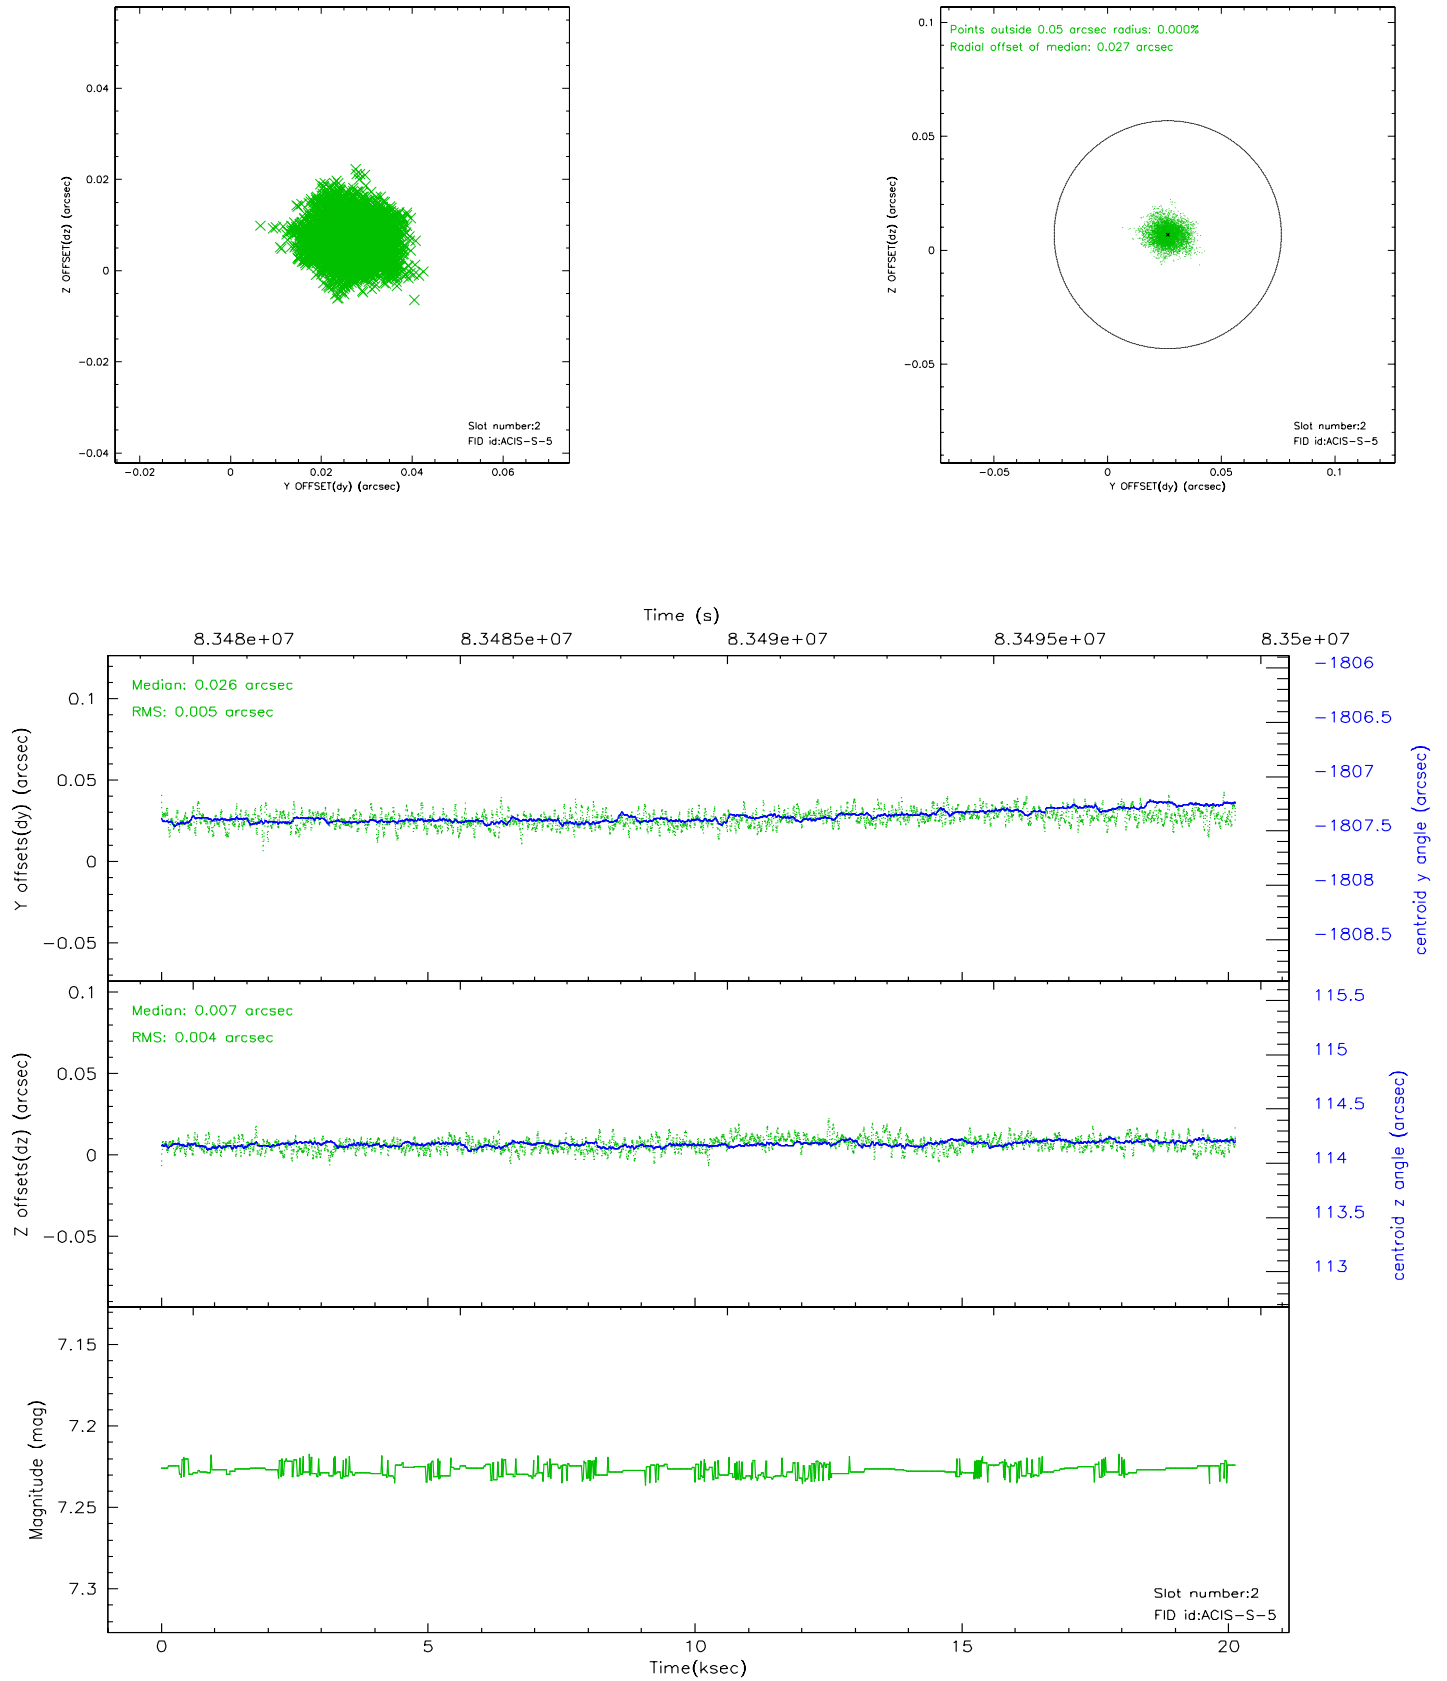 0.04
0.02
0
-0.02
-0.04
Z OFFSET(dz) (arcsec)
Slot number:2
FID id:ACIS-S-5
-0.02 0 0.02 0.04 0.06
Y OFFSET(dy) (arcsec)
Points outside 0.05 arcsec radius: 0.000%
Radial offset of median: 0.027 arcsec
0.1
0.05
0
-0.05
Z OFFSET(dz) (arcsec)
Slot number:2
FID id:ACIS-S-5
-0.05 0 0.05 0.1
Y OFFSET(dy) (arcsec)
Time (s)
8.348e+07 8.3485e+07 8.349e+07 8.3495e+07 8.35e+07
Median: 0.026 arcsec
RMS: 0.005 arcsec
0.1
0.05
0
-0.05
Y offsets(dy) (arcsec)
-1806
-1806.5
-1807
-1807.5
-1808
-1808.5
centroid y angle (arcsec)
Median: 0.007 arcsec
RMS: 0.004 arcsec
0.1
0.05
0
-0.05
Z offsets(dz) (arcsec)
115.5
115
114.5
114
113.5
113
centroid z angle (arcsec)
7.15
7.2
7.25
7.3
Magnitude (mag)
Slot number:2
FID id:ACIS-S-5
0 5 10 15 20
Time(ksec)